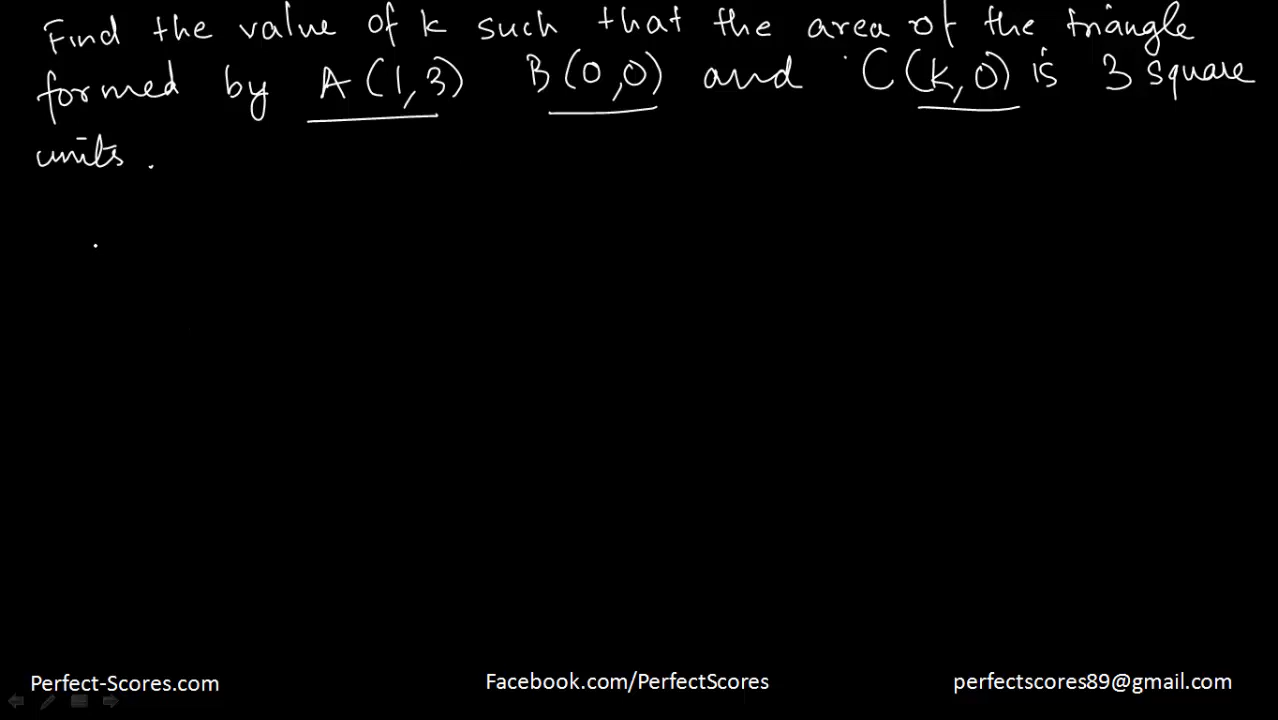 Find the value of k such that the area of the triangle
formed by A(1,3) B(0,0) and C(k,0) is 3 square
units.
Perfect-Scores.com Facebook.com/PerfectScores perfectscores89@gmail.com